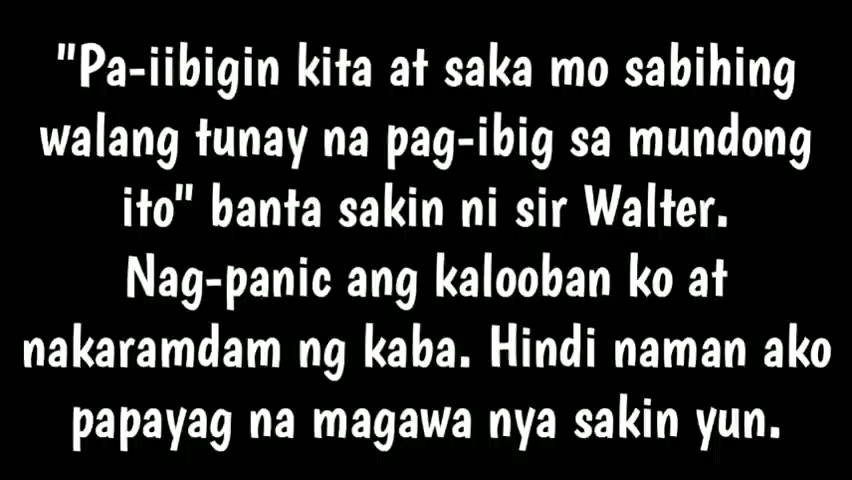 "Pa-iibigin kita at saka mo sabihing
walang tunay na pag-ibig sa mundong
ito" banta sakin ni sir Walter.
Nag-panic ang kalooban ko at
nakaramdam ng kaba. Hindi naman ako
papayag na magawa nya sakin yun.